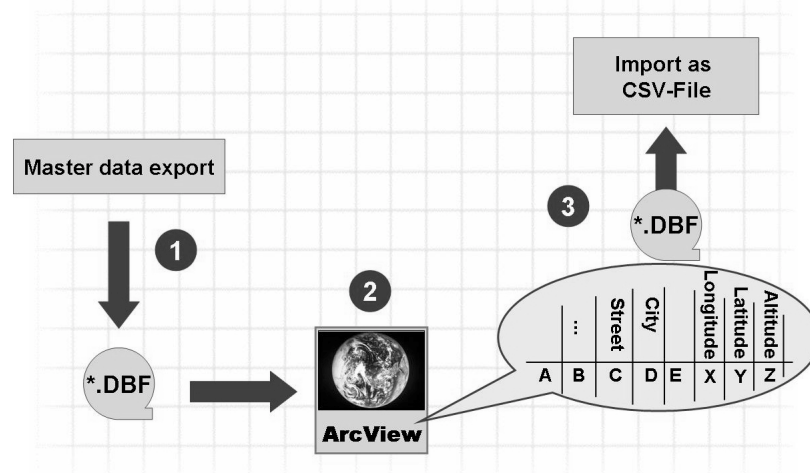 Master data export
1
*.DBF
2
ArcView
... Street City Longitude Latitude Altitude
A B C D E X Y Z
3
*.DBF
Import as
CSV-File